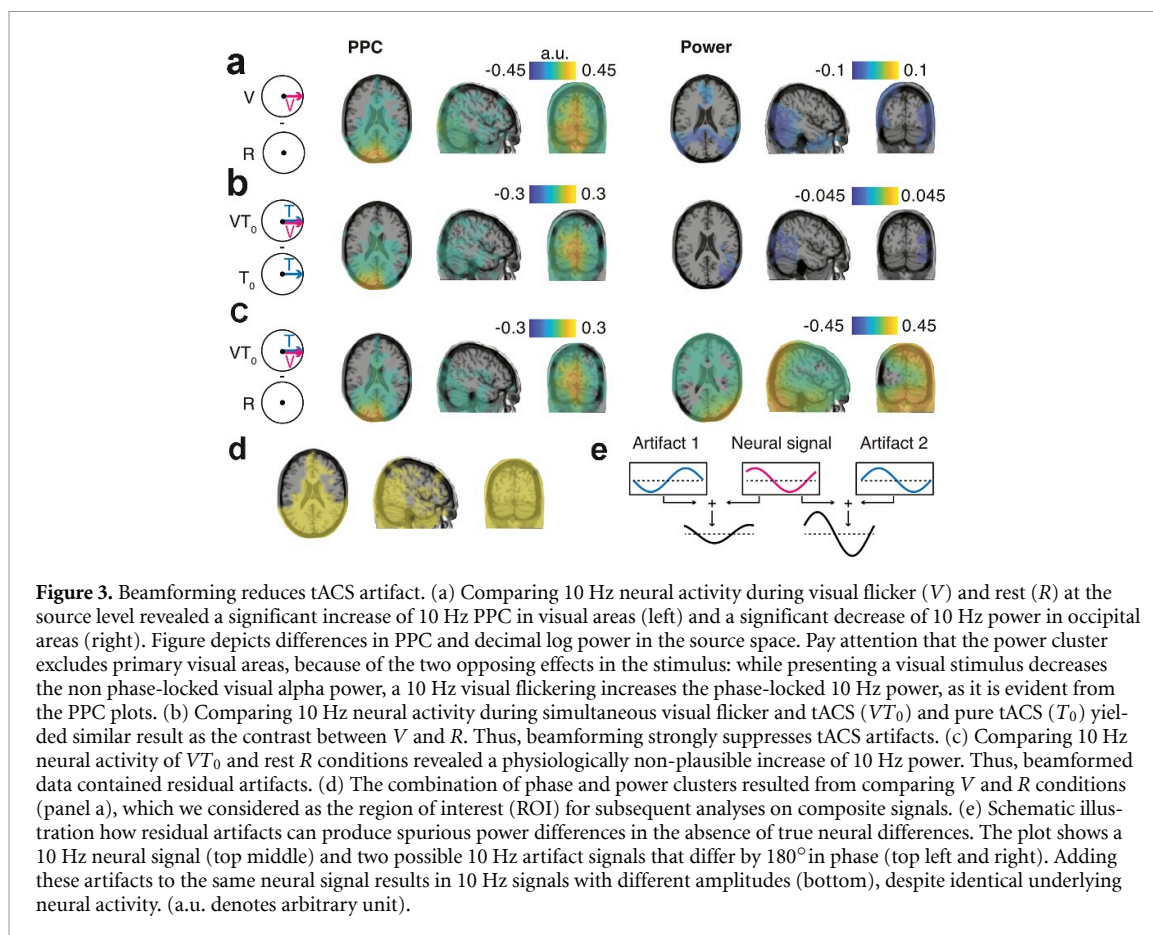 PPC
Power
a
a.u.
-0.45 0.45
-0.1 0.1
V
V
-
R
b
-0.3 0.3
-0.045 0.045
VT0
T
V
-
T0
T
c
-0.3 0.3
-0.45 0.45
VT0
T
V
-
R
d
e
Artifact 1 Neural signal Artifact 2
+ +
Figure 3. Beamforming reduces tACS artifact. (a) Comparing 10 Hz neural activity during visual flicker (V) and rest (R) at the
source level revealed a significant increase of 10 Hz PPC in visual areas (left) and a significant decrease of 10 Hz power in occipital
areas (right). Figure depicts differences in PPC and decimal log power in the source space. Pay attention that the power cluster
excludes primary visual areas, because of the two opposing effects in the stimulus: while presenting a visual stimulus decreases
the non phase-locked visual alpha power, a 10 Hz visual flickering increases the phase-locked 10 Hz power, as it is evident from
the PPC plots. (b) Comparing 10 Hz neural activity during simultaneous visual flicker and tACS (VT0) and pure tACS (T0) yiel-
ded similar result as the contrast between V and R. Thus, beamforming strongly suppresses tACS artifacts. (c) Comparing 10 Hz
neural activity of VT0 and rest R conditions revealed a physiologically non-plausible increase of 10 Hz power. Thus, beamformed
data contained residual artifacts. (d) The combination of phase and power clusters resulted from comparing V and R conditions
(panel a), which we considered as the region of interest (ROI) for subsequent analyses on composite signals. (e) Schematic illus-
tration how residual artifacts can produce spurious power differences in the absence of true neural differences. The plot shows a
10 Hz neural signal (top middle) and two possible 10 Hz artifact signals that differ by 180°in phase (top left and right). Adding
these artifacts to the same neural signal results in 10 Hz signals with different amplitudes (bottom), despite identical underlying
neural activity. (a.u. denotes arbitrary unit).